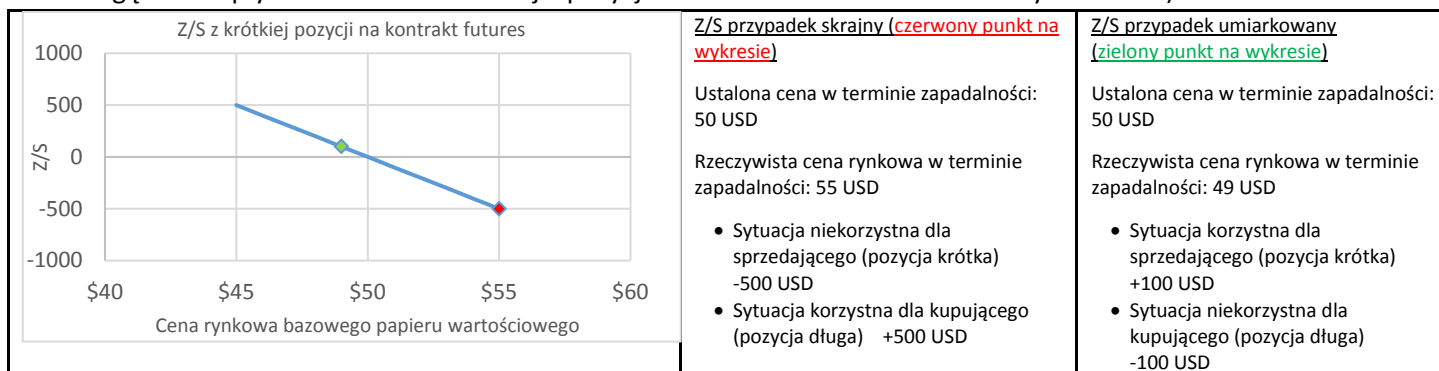 Z/S z krótkiej pozycji na kontrakt futures
1000
500
0
-500
-1000
Z/S
$40 $45 $50 $55 $60
Cena rynkowa bazowego papieru wartościowego
Z/S przypadek skrajny (czerwony punkt na
wykresie)
Ustalona cena w terminie zapadalności:
50 USD
Rzeczywista cena rynkowa w terminie
zapadalności: 55 USD
• Sytuacja niekorzystna dla
sprzedającego (pozycja krótka)
-500 USD
• Sytuacja korzystna dla kupującego
(pozycja długa) +500 USD
Z/S przypadek umiarkowany
(zielony punkt na wykresie)
Ustalona cena w terminie zapadalności:
50 USD
Rzeczywista cena rynkowa w terminie
zapadalności: 49 USD
• Sytuacja korzystna dla
sprzedającego (pozycja krótka)
+100 USD
• Sytuacja niekorzystna dla
kupującego (pozycja długa)
-100 USD